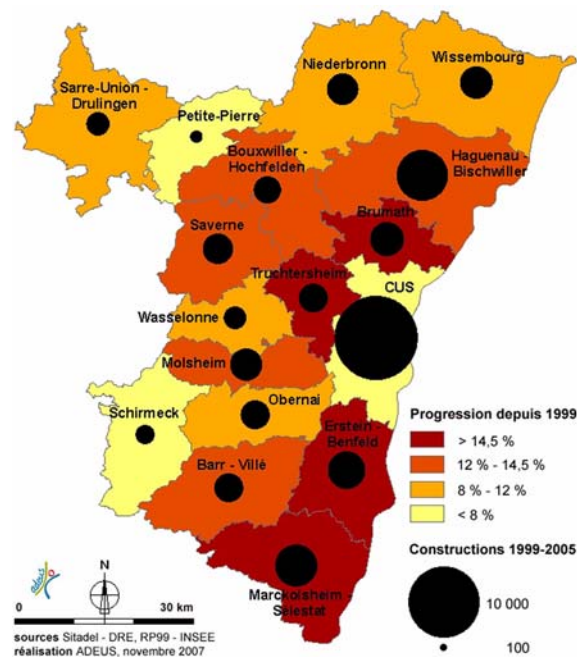 Niederbronn
Wissembourg
Sarre-Union -
Drulingen
Petite-Pierre
Bouxwiller -
Hochfelden
Haguenau -
Bischwiller
Saverne
Brumath
Truchtersheim
CUS
Wasselonne
Molsheim
Schirmeck
Obernai
Erstein -
Benfeld
Barr - Villé
Marckolsheim -
Sélestat
Progression depuis 1999
> 14,5 %
12 % - 14,5 %
8 % - 12 %
< 8 %
Constructions 1999-2005
10 000
100
adeus
N
0 30 km
sources Sitadel - DRE, RP99 - INSEE
réalisation ADEUS, novembre 2007